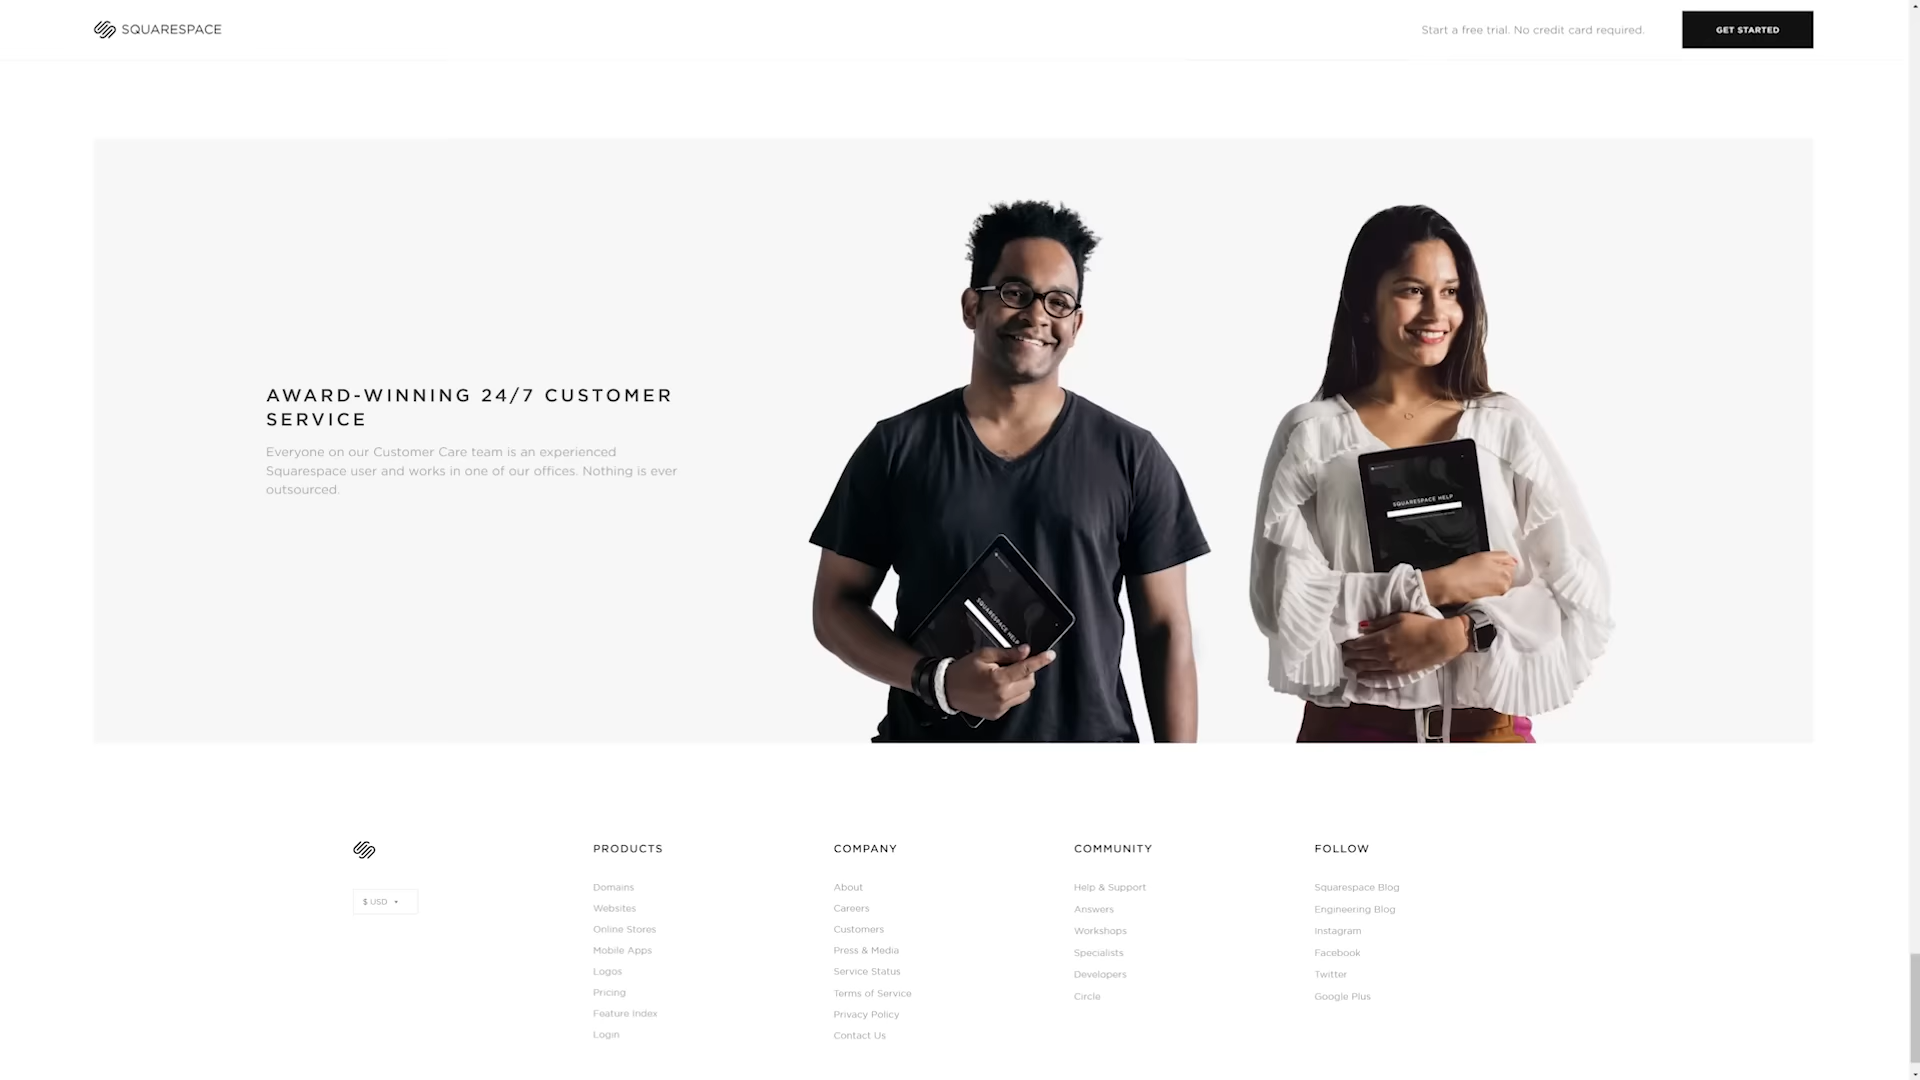 SQUARESPACE
Start a free trial. No credit card required.
GET STARTED
AWARD-WINNING 24/7 CUSTOMER
SERVICE
Everyone on our Customer Care team is an experienced
Squarespace user and works in one of our offices. Nothing is ever
outsourced.
SQUARESPACE HELP
SQUARESPACE HELP
$ USD
PRODUCTS
Domains
Websites
Online Stores
Mobile Apps
Logos
Pricing
Feature Index
Login
COMPANY
About
Careers
Customers
Press & Media
Service Status
Terms of Service
Privacy Policy
Contact Us
COMMUNITY
Help & Support
Answers
Workshops
Specialists
Developers
Circle
FOLLOW
Squarespace Blog
Engineering Blog
Instagram
Facebook
Twitter
Google Plus